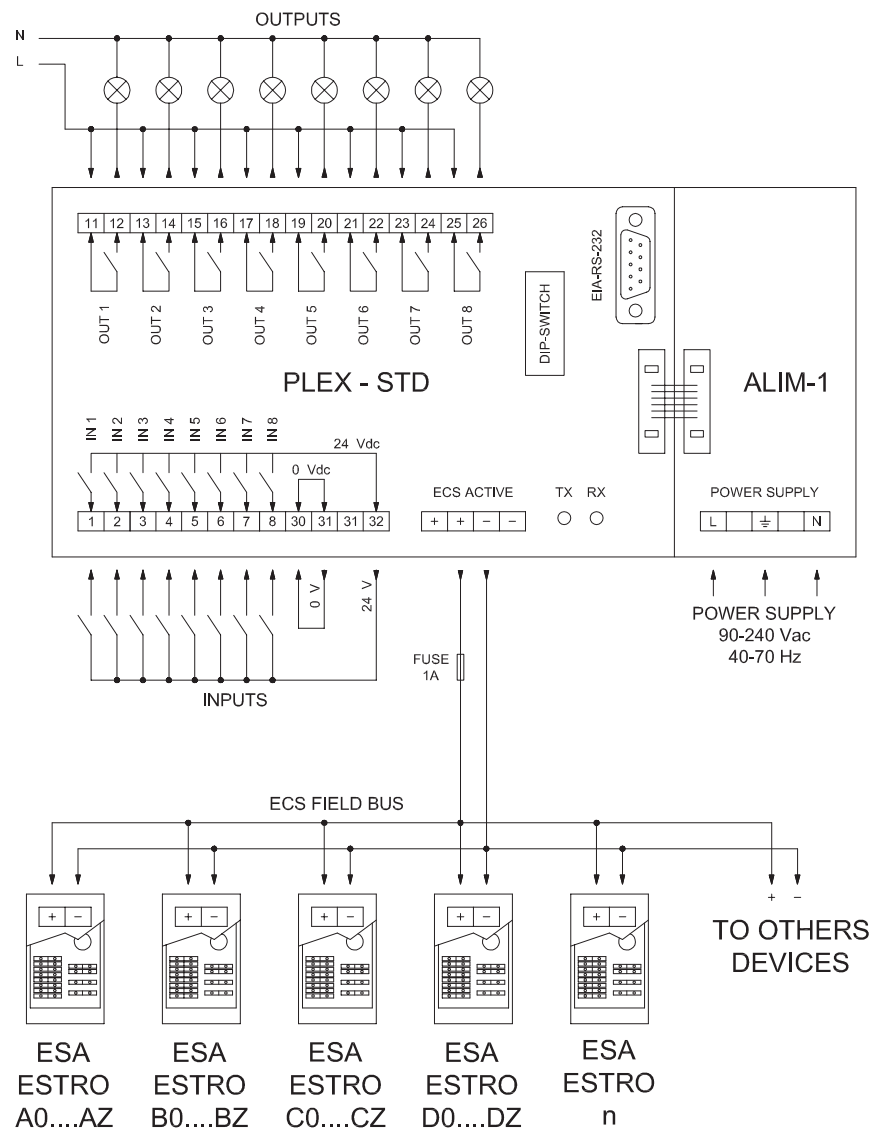 OUTPUTS
N
L
11 12 13 14 15 16 17 18 19 20 21 22 23 24 25 26
OUT 1
OUT 2
OUT 3
OUT 4
OUT 5
OUT 6
OUT 7
OUT 8
DIP-SWITCH
EIA-RS-232
PLEX - STD
ALIM-1
IN 1
IN 2
IN 3
IN 4
IN 5
IN 6
IN 7
IN 8
24 Vdc
0 Vdc
ECS ACTIVE
TX RX
POWER SUPPLY
1 2 3 4 5 6 7 8 30 31 31 32
+ + − −
L N
0 V
24 V
POWER SUPPLY
90-240 Vac
40-70 Hz
FUSE
1A
INPUTS
ECS FIELD BUS
+ −
+ −
+ −
+ −
+ −
+ −
TO OTHERS
DEVICES
ESA
ESTRO
A0....AZ
ESA
ESTRO
B0....BZ
ESA
ESTRO
C0....CZ
ESA
ESTRO
D0....DZ
ESA
ESTRO
n